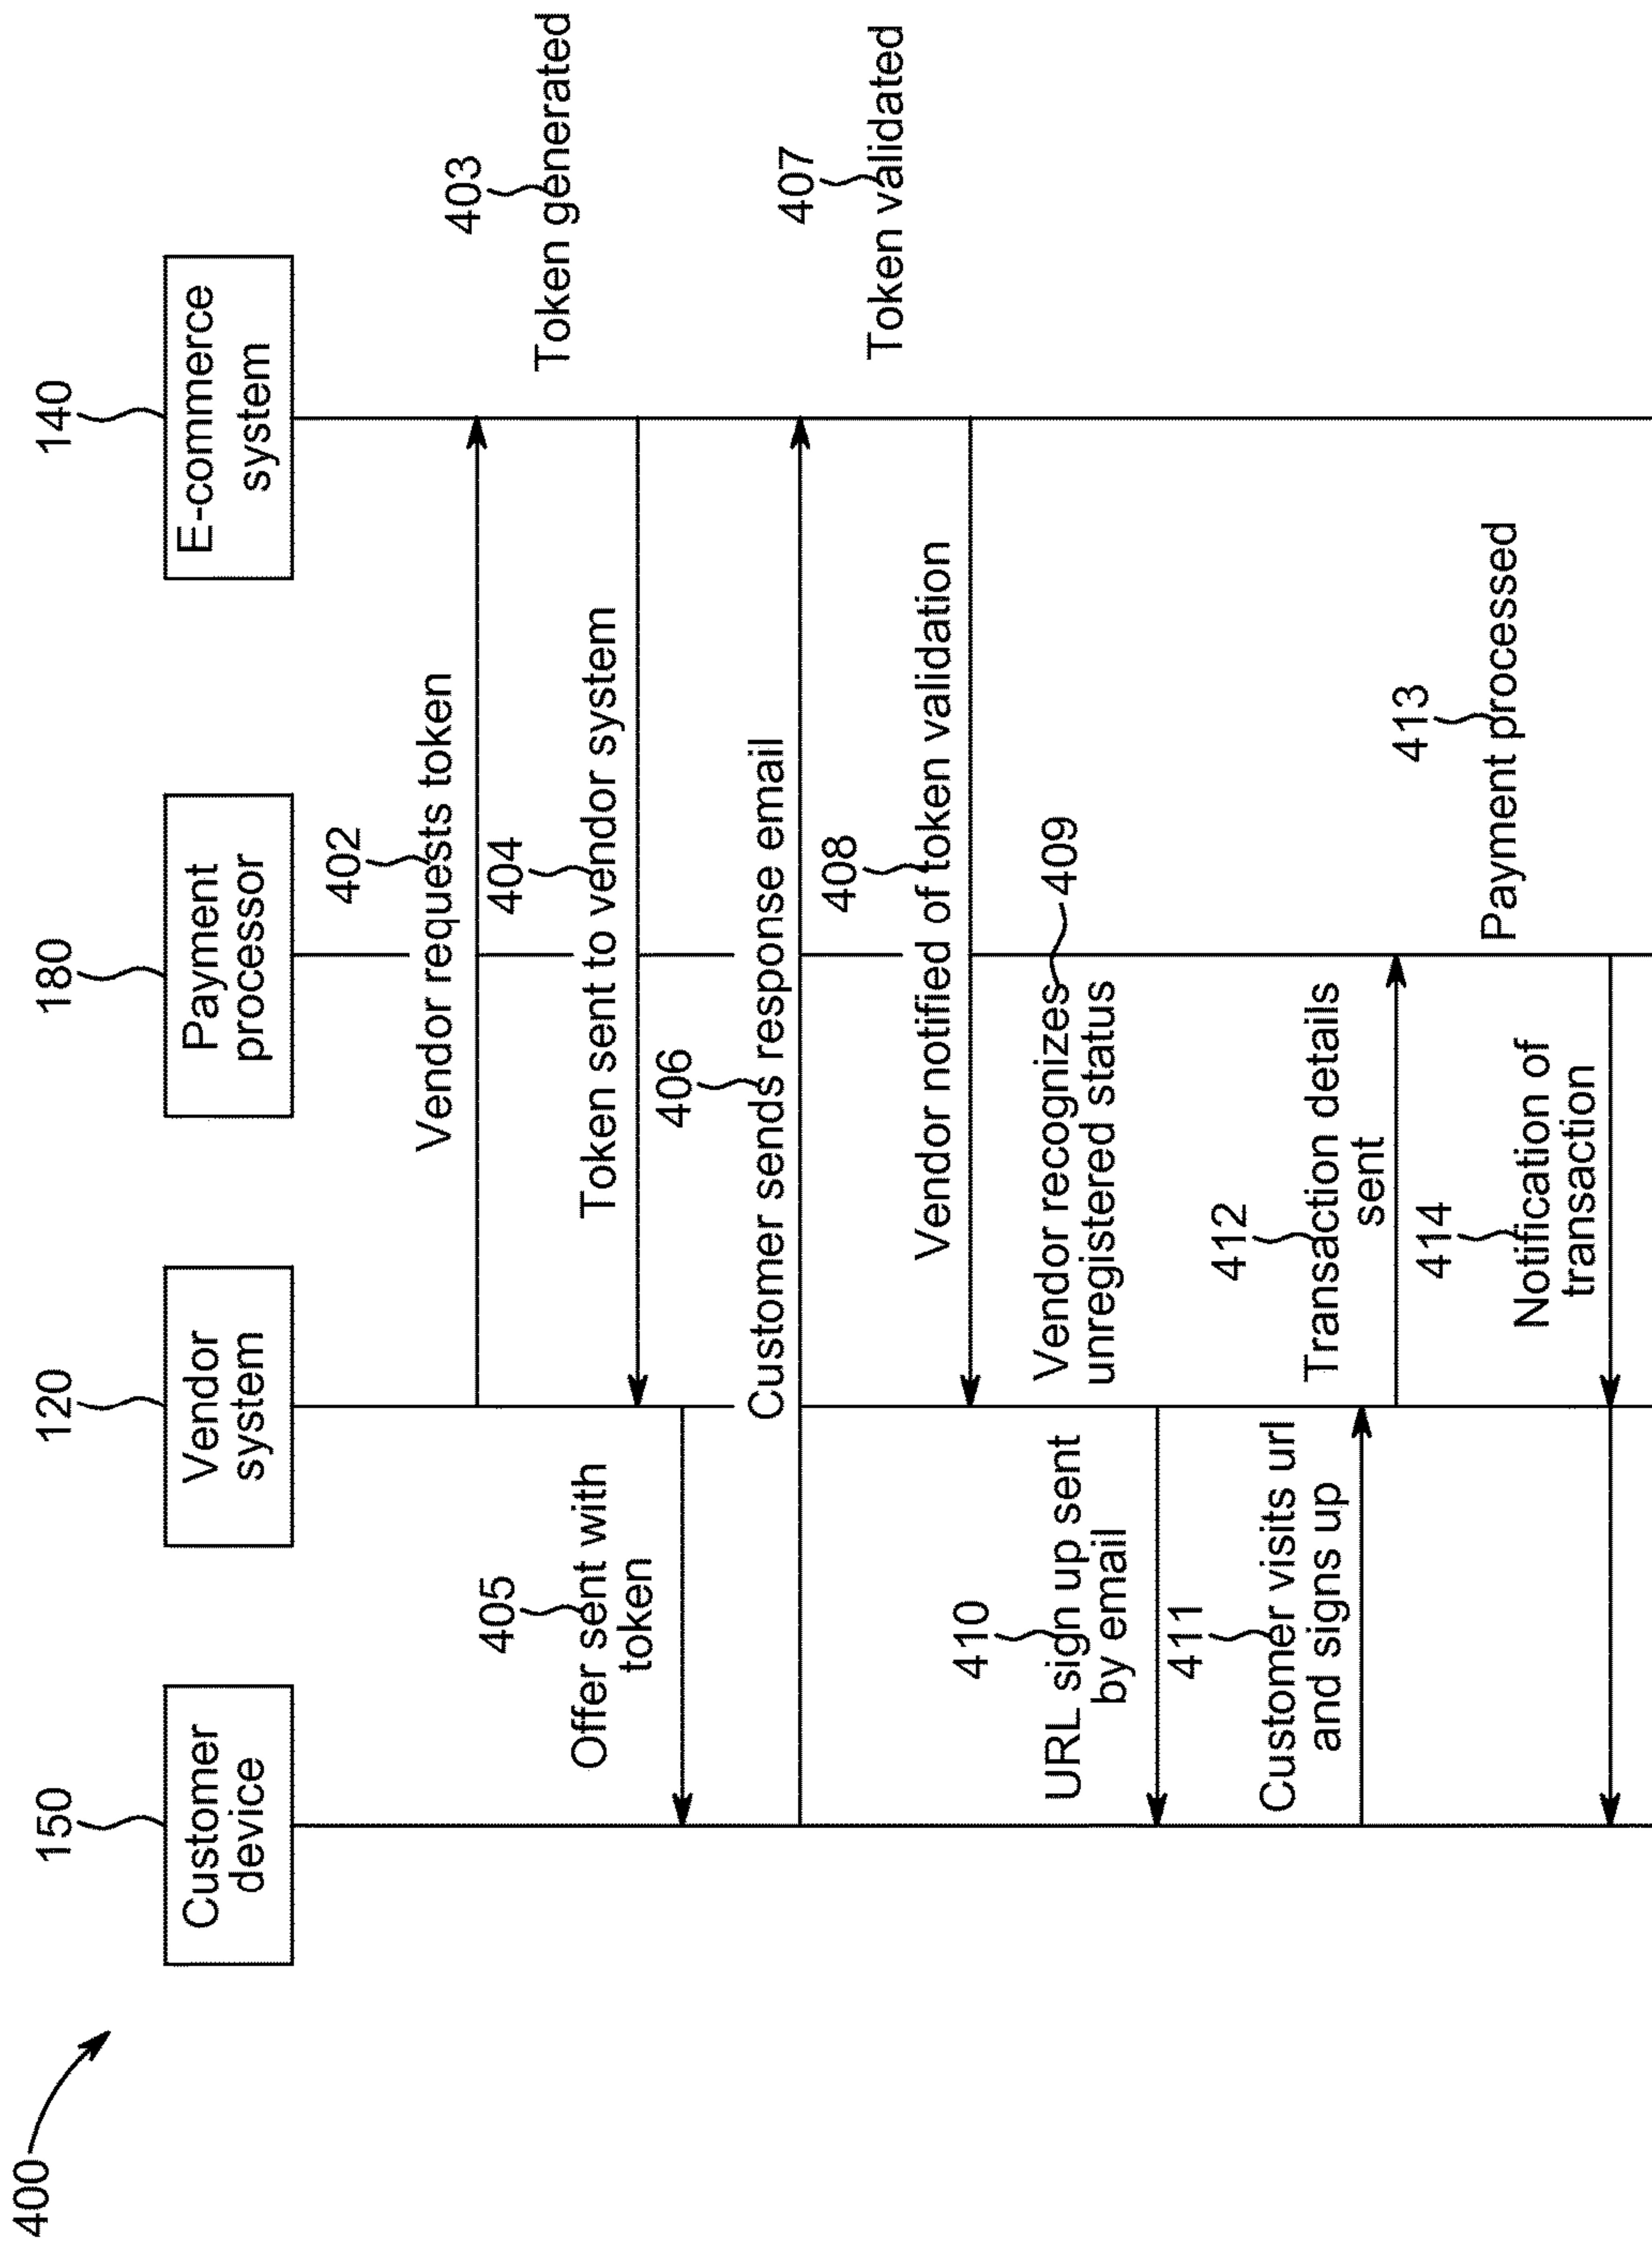 400
150
120
180
140
Customer
device
Vendor
system
Payment
processor
E-commerce
system
402
Vendor requests token
403
Token generated
404
Token sent to vendor system
405
Offer sent with
token
406
Customer sends response email
407
Token validated
408
Vendor notified of token validation
409
Vendor recognizes
unregistered status
410
URL sign up sent
by email
411
Customer visits url
and signs up
412
Transaction details
sent
413
Payment processed
414
Notification of
transaction